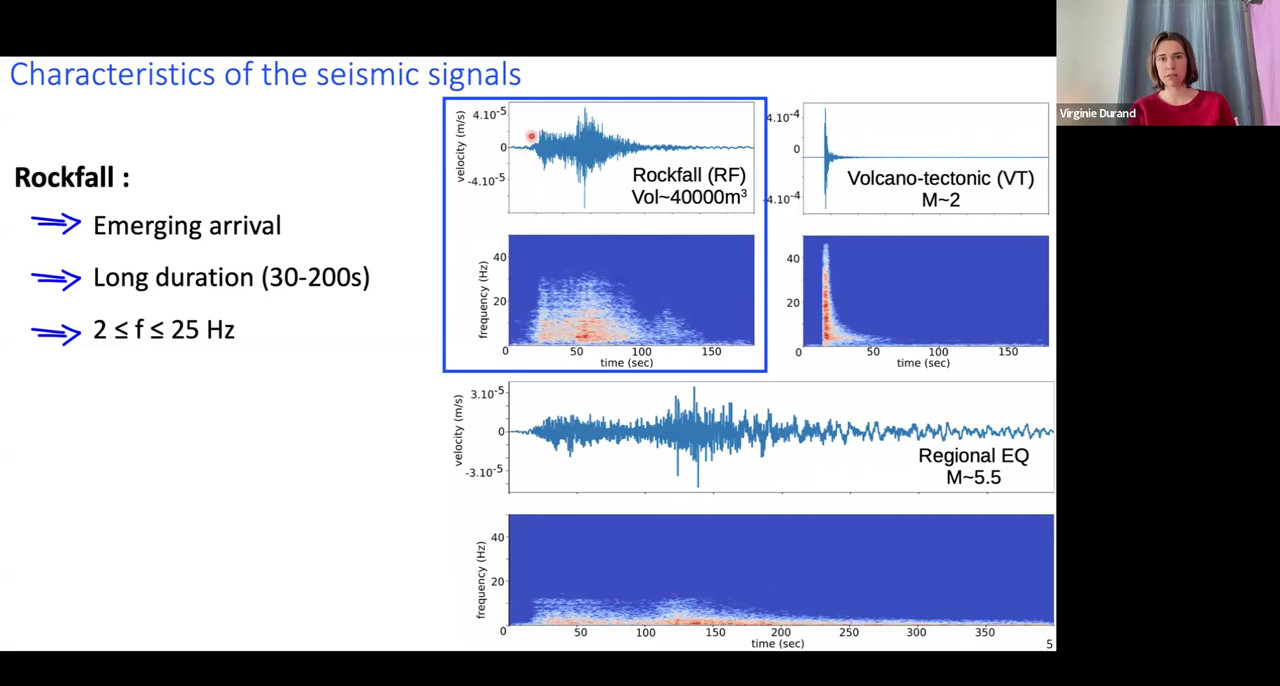 Characteristics of the seismic signals
Virginie Durand
Rockfall :
Emerging arrival
Long duration (30-200s)
2 ≤ f ≤ 25 Hz
velocity (m/s)
4.10-5
0
-4.10-5
Rockfall (RF)
Vol~40000m³
frequency (Hz)
40
20
0 50 100 150
time (sec)
4.10-4
0
4.10-4
Volcano-tectonic (VT)
M~2
40
20
0 50 100 150
time (sec)
velocity (m/s)
3.10-5
0
-3.10-5
Regional EQ
M~5.5
frequency (Hz)
40
20
0 50 100 150 200 250 300 350
time (sec)
5